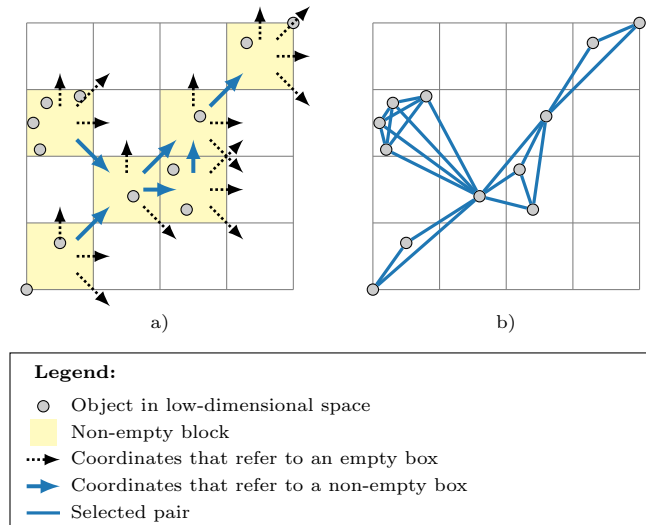 a)
b)
Legend:
Object in low-dimensional space
Non-empty block
Coordinates that refer to an empty box
Coordinates that refer to a non-empty box
Selected pair